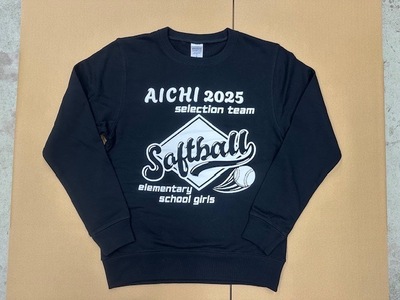 AICHI 2025
selection team
Softball
elementary
school girls